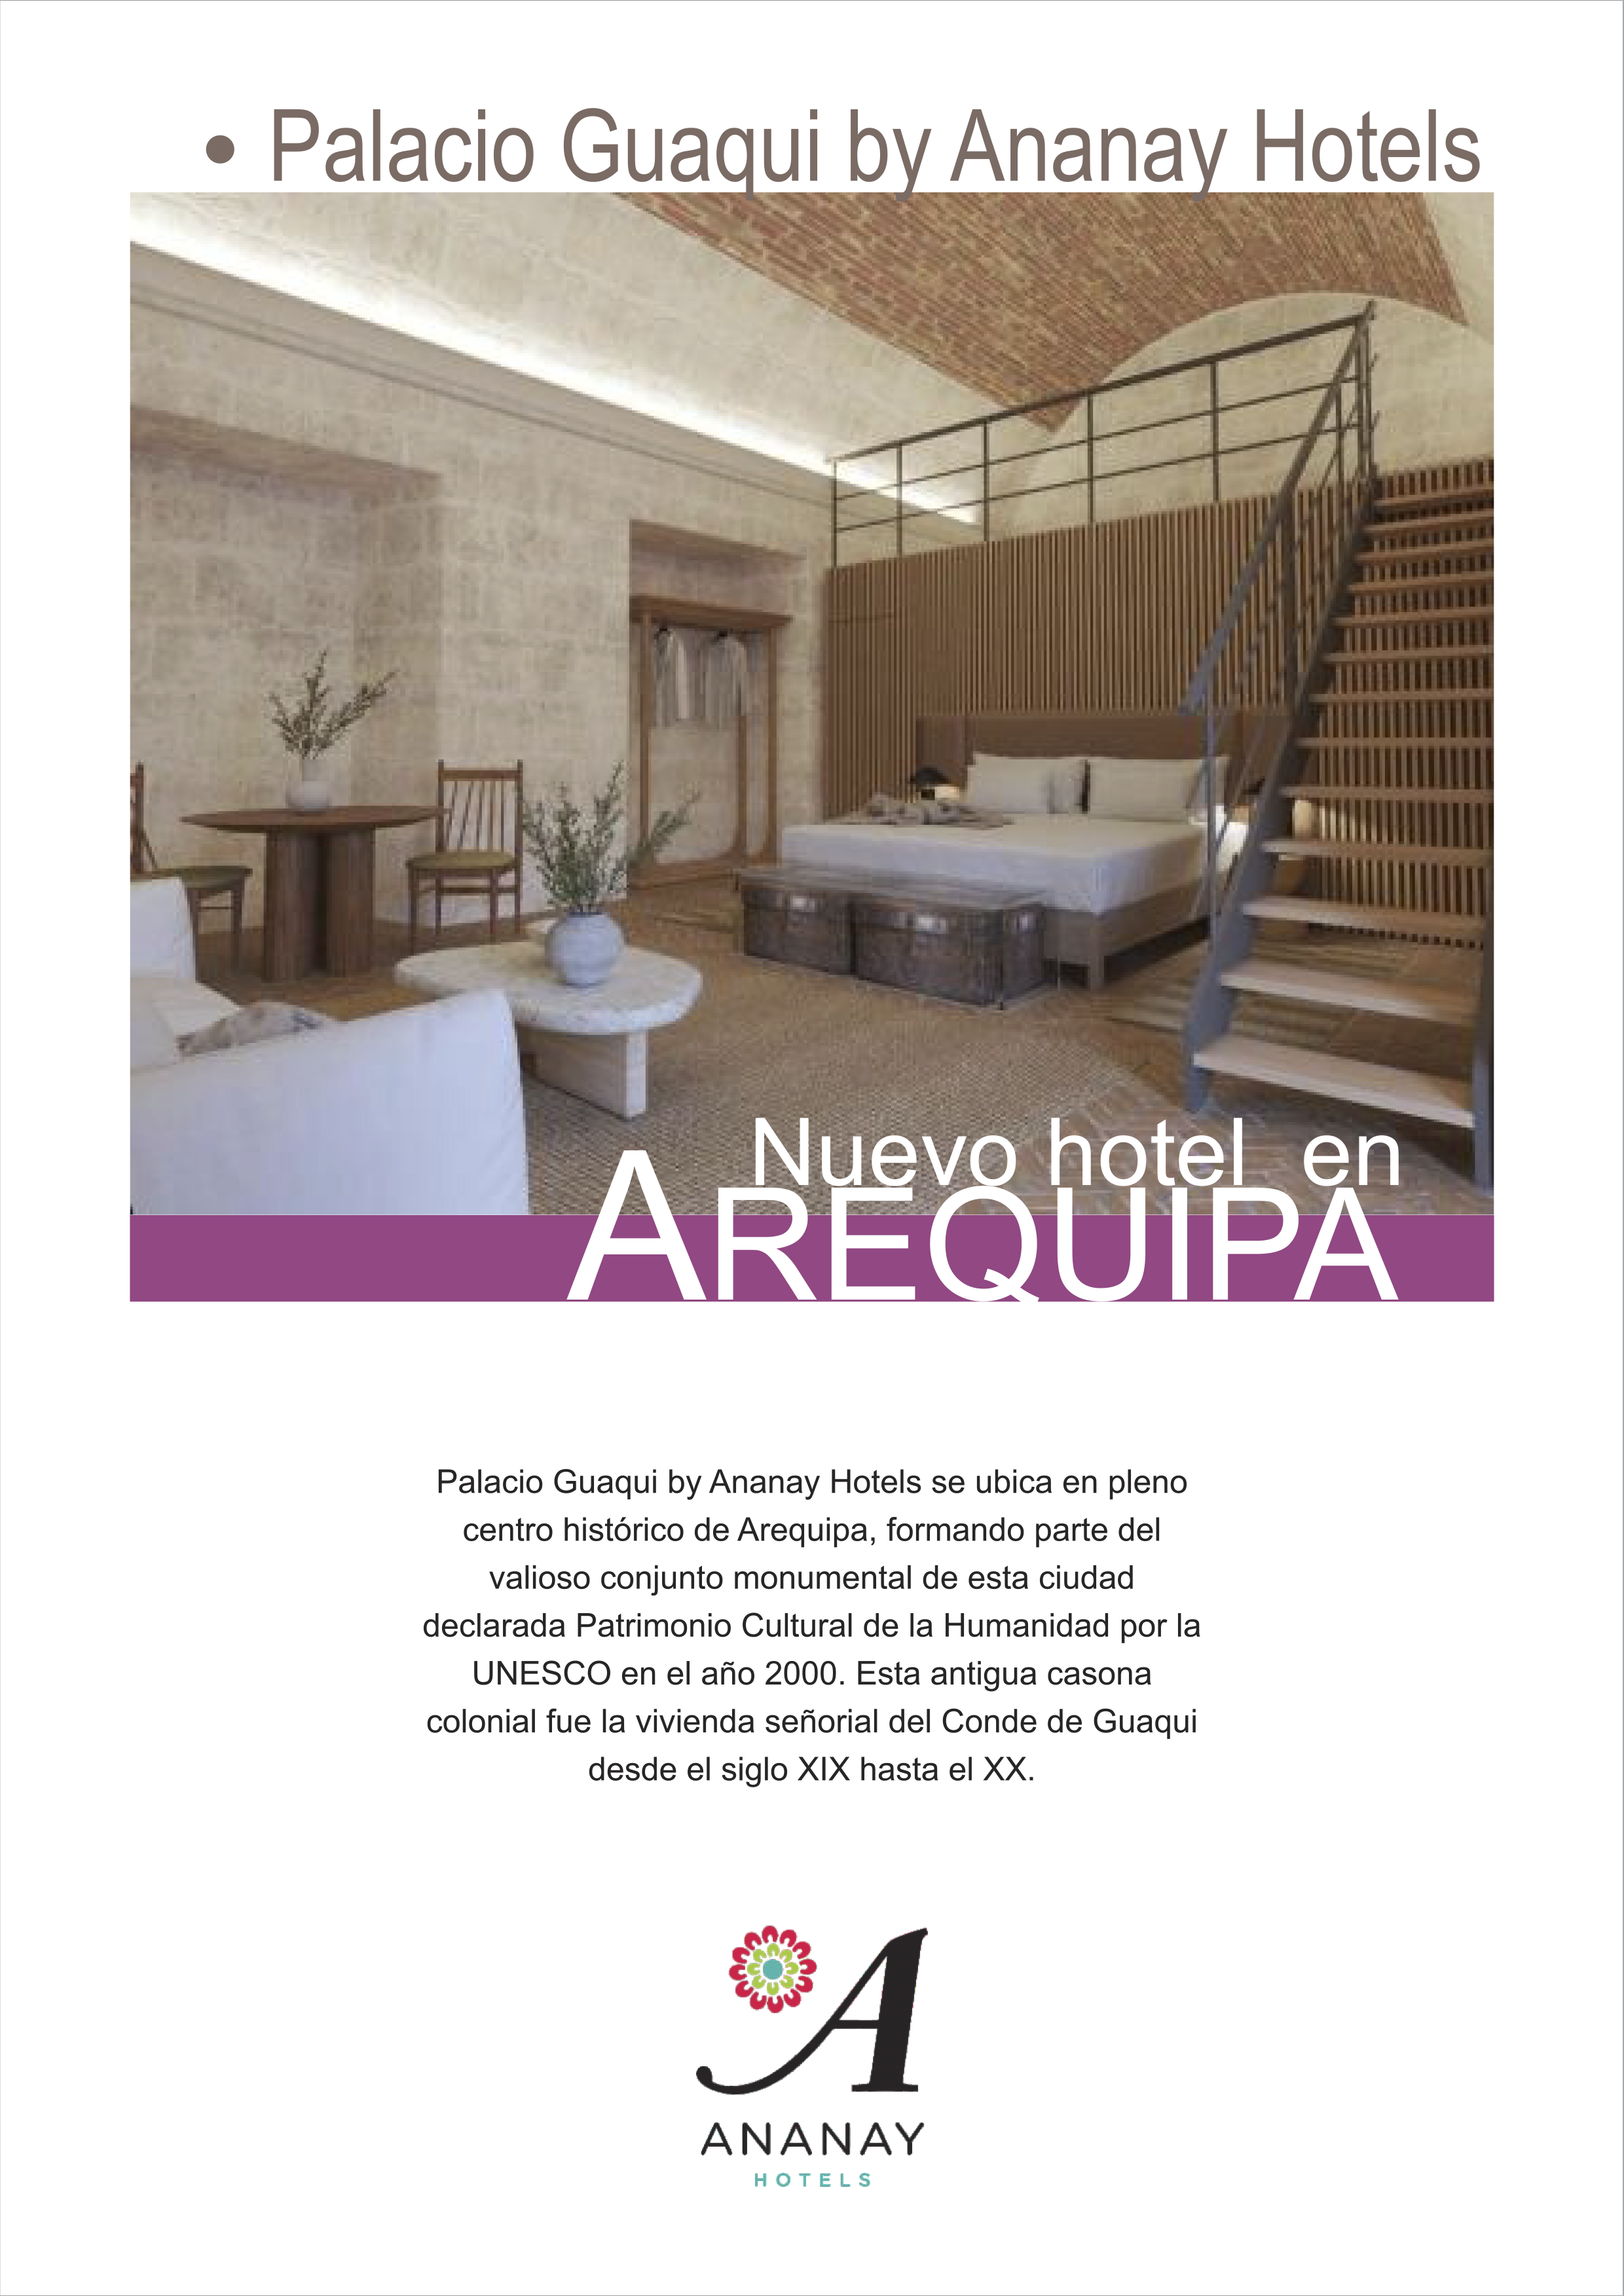 • Palacio Guaqui by Ananay Hotels
Nuevo hotel en
AREQUIPA
Palacio Guaqui by Ananay Hotels se ubica en pleno
centro histórico de Arequipa, formando parte del
valioso conjunto monumental de esta ciudad
declarada Patrimonio Cultural de la Humanidad por la
UNESCO en el año 2000. Esta antigua casona
colonial fue la vivienda señorial del Conde de Guaqui
desde el siglo XIX hasta el XX.
A
ANANAY
HOTELS